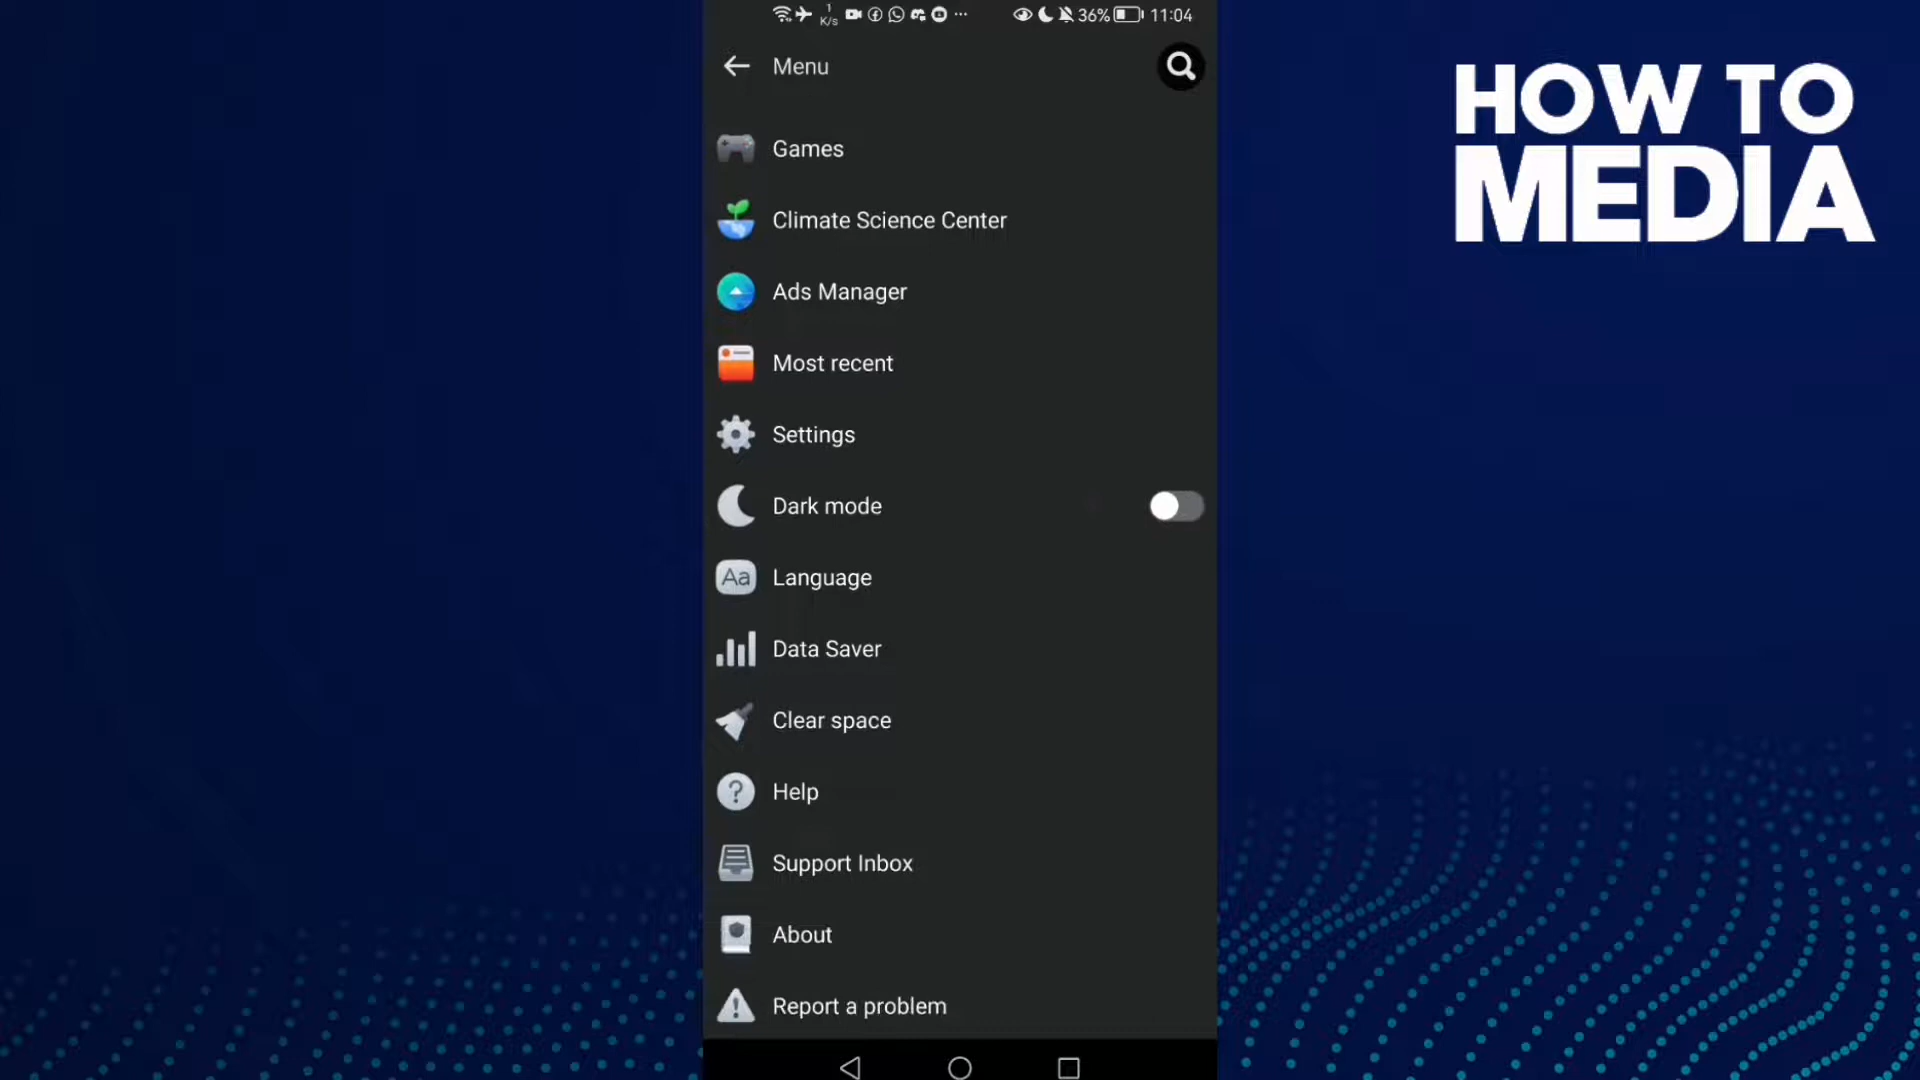 1
K/s
36%
11:04
Menu
HOW TO
MEDIA
Games
Climate Science Center
Ads Manager
Most recent
Settings
Dark mode
Aa
Language
Data Saver
Clear space
?
Help
Support Inbox
About
Report a problem